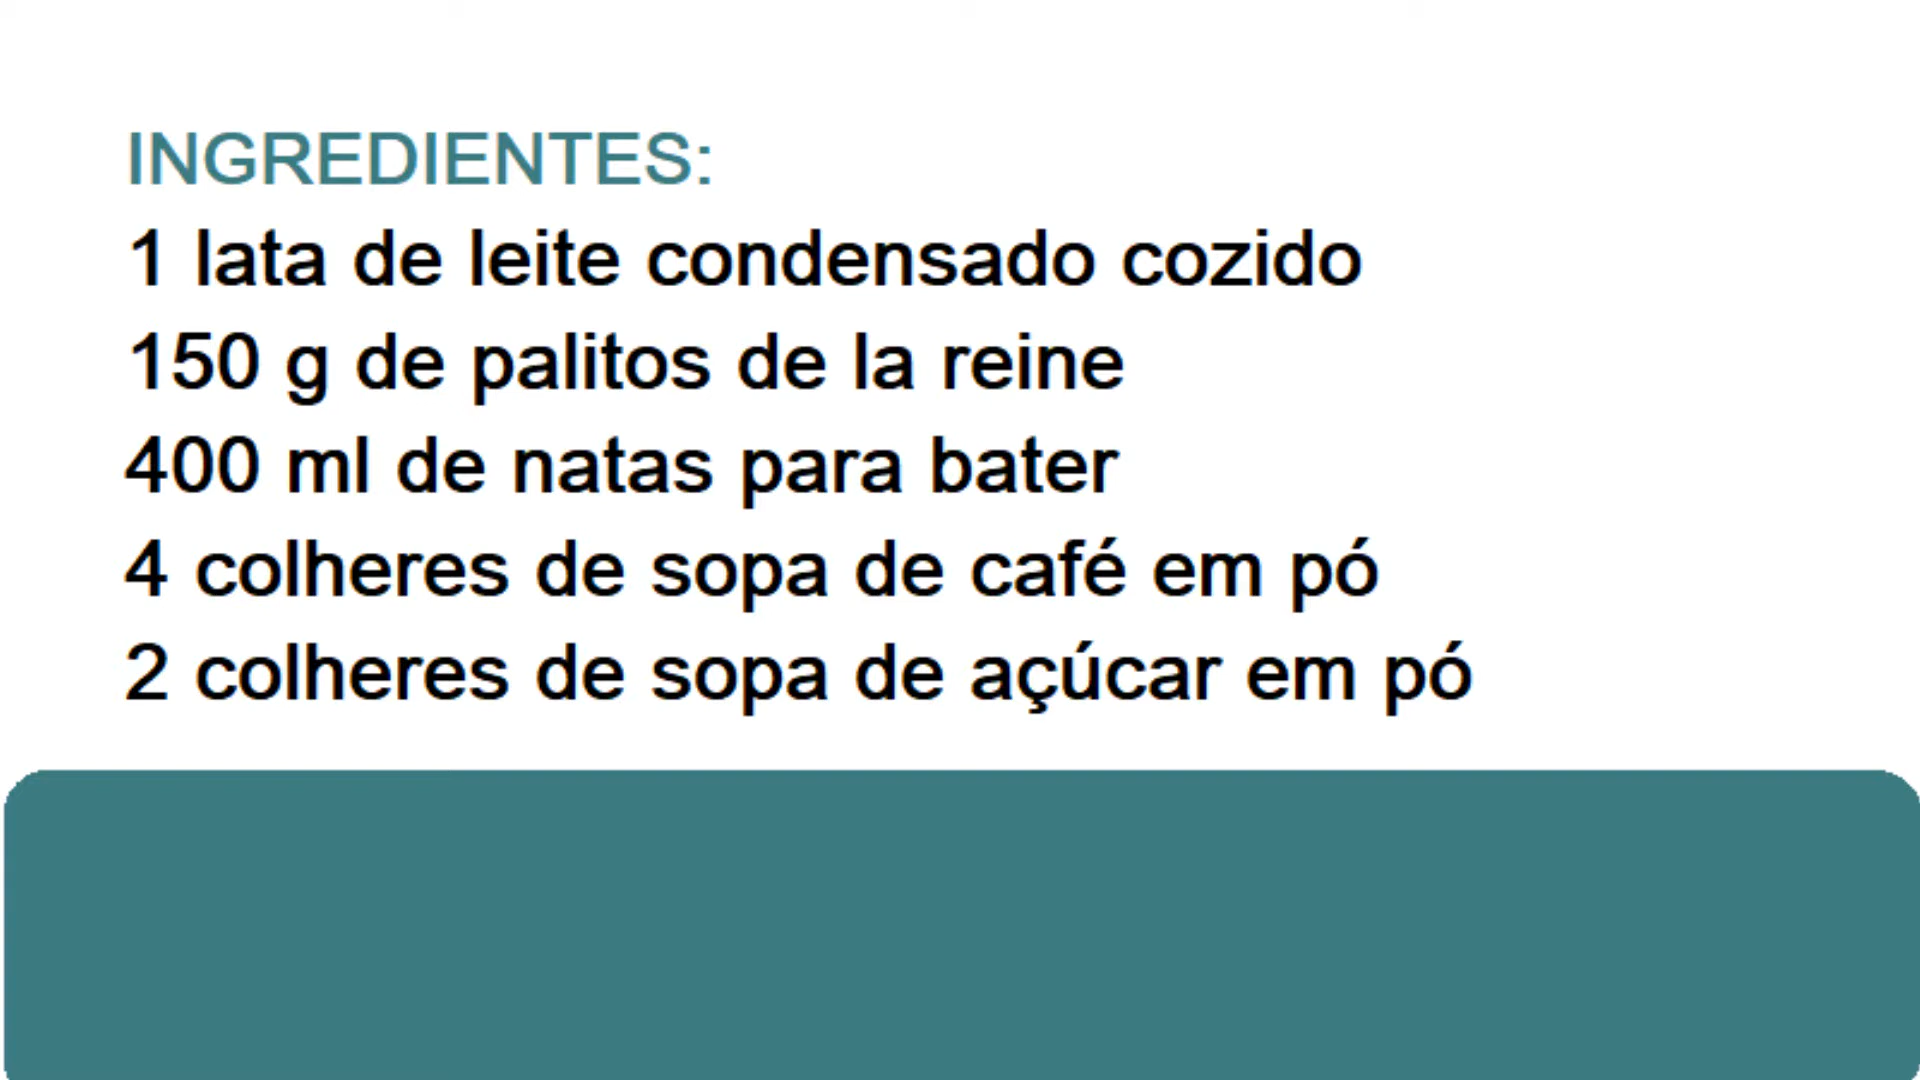 INGREDIENTES:
1 lata de leite condensado cozido
150 g de palitos de la reine
400 ml de natas para bater
4 colheres de sopa de café em pó
2 colheres de sopa de açúcar em pó